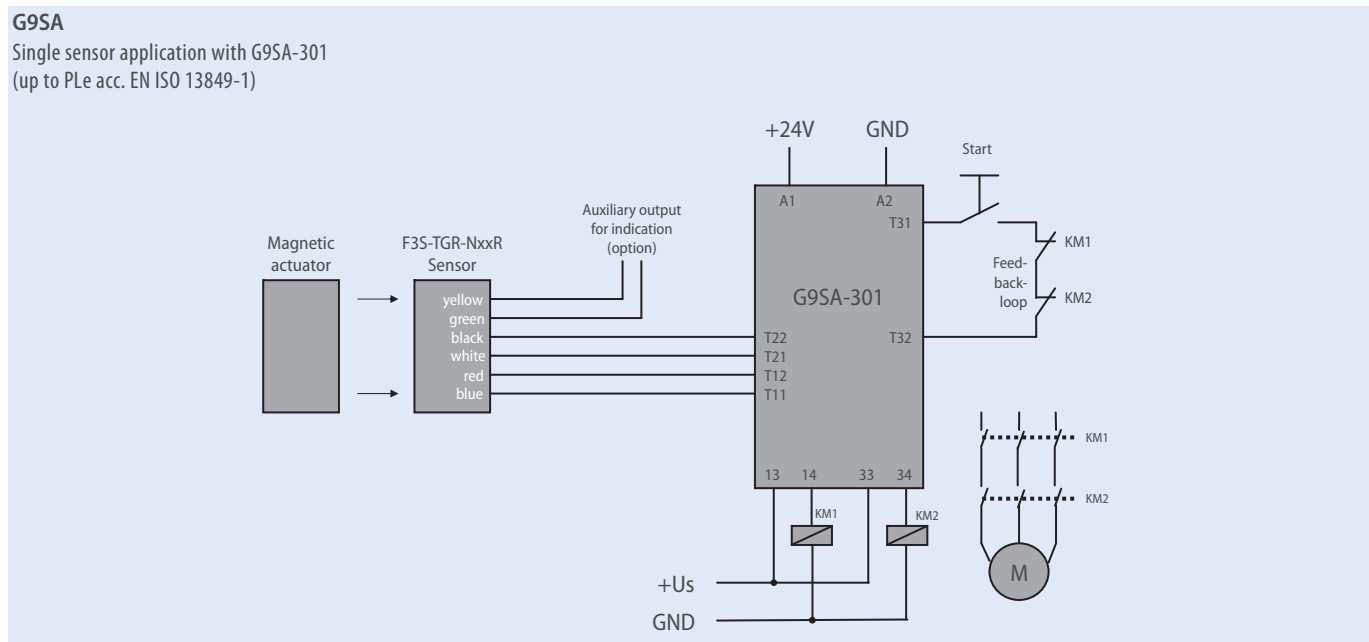 G9SA
Single sensor application with G9SA-301
(up to PLe acc. EN ISO 13849-1)
+24V
GND
Start
A1
A2
T31
Auxiliary output
for indication
(option)
Magnetic
actuator
F3S-TGR-NxxR
Sensor
yellow
green
black
white
red
blue
G9SA-301
T22
T21
T12
T11
T32
KM1
Feed-
back-
loop
KM2
13
14
33
34
KM1
KM2
+Us
GND
KM1
KM2
M